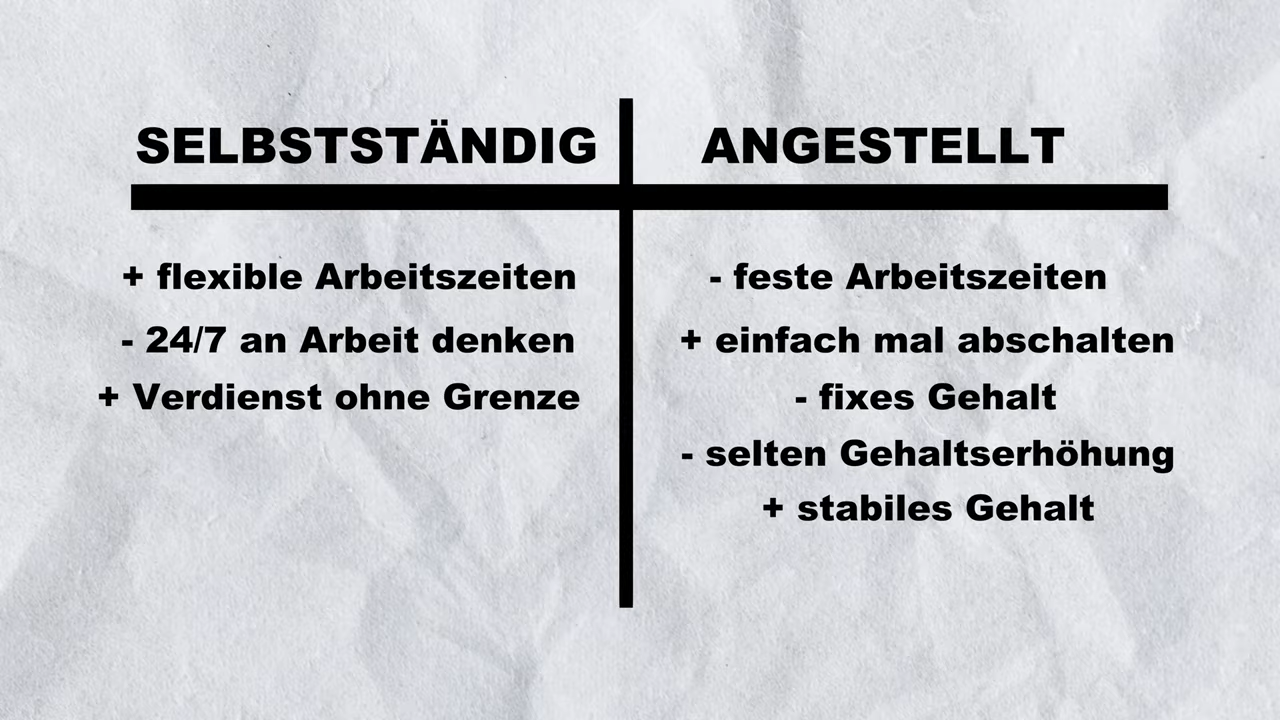 SELBSTSTÄNDIG
ANGESTELLT
+ flexible Arbeitszeiten
- 24/7 an Arbeit denken
+ Verdienst ohne Grenze
- feste Arbeitszeiten
+ einfach mal abschalten
- fixes Gehalt
- selten Gehaltserhöhung
+ stabiles Gehalt